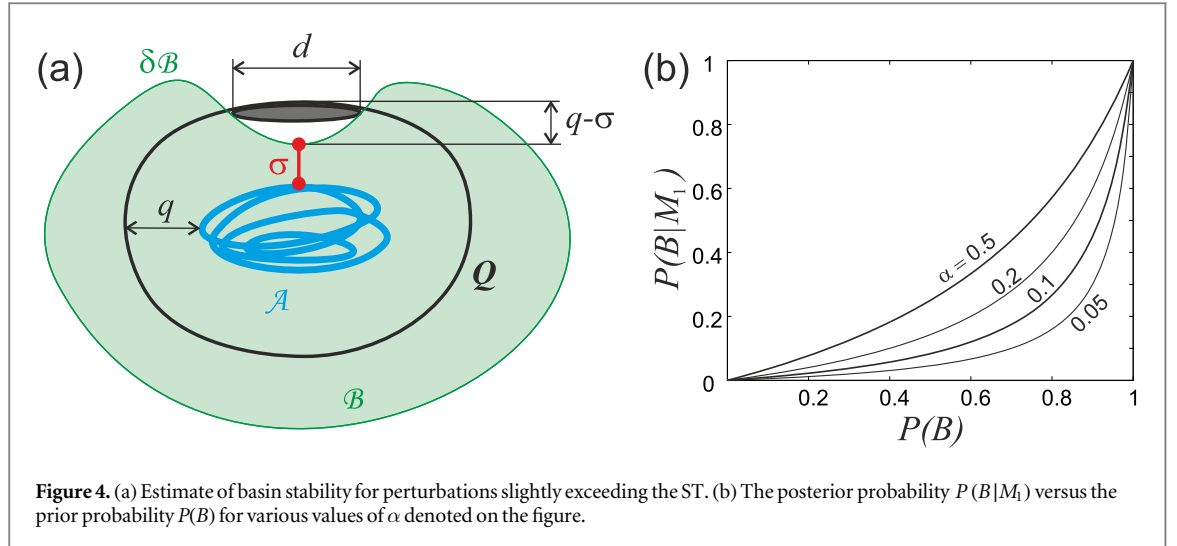 (a)
δℬ
d
q-σ
σ
q
Q
𝒜
ℬ
(b)
1
0.8
0.6
0.4
0.2
0
P(B|M₁)
α = 0.5
0.2
0.1
0.05
0.2 0.4 0.6 0.8 1
P(B)
Figure 4. (a) Estimate of basin stability for perturbations slightly exceeding the ST. (b) The posterior probability P (B|M₁) versus the
prior probability P(B) for various values of α denoted on the figure.